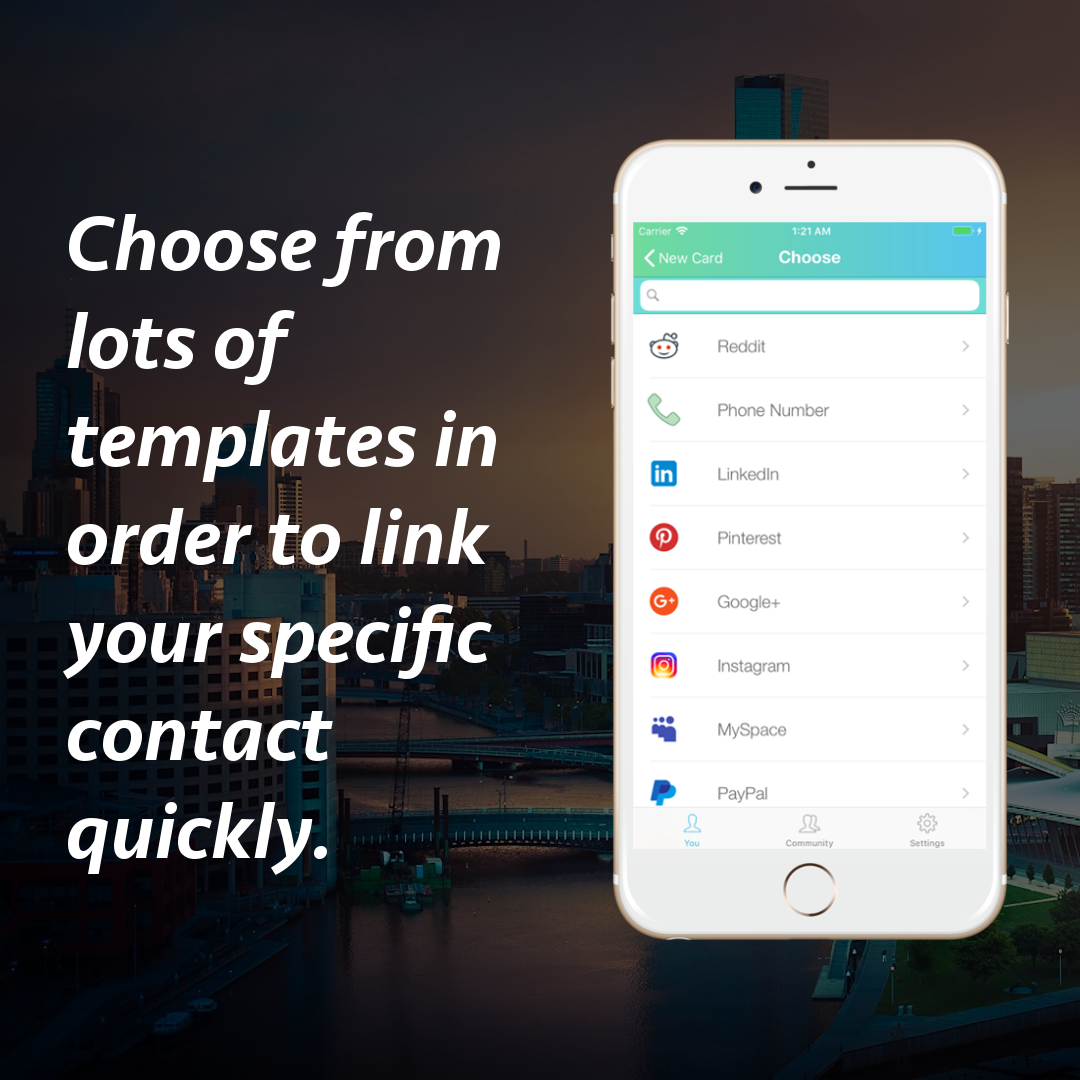 Choose from
lots of
templates in
order to link
your specific
contact
quickly.
Carrier 1:21 AM
New Card Choose
Reddit
Phone Number
in LinkedIn
Pinterest
G+ Google+
Instagram
MySpace
PayPal
You Community Settings